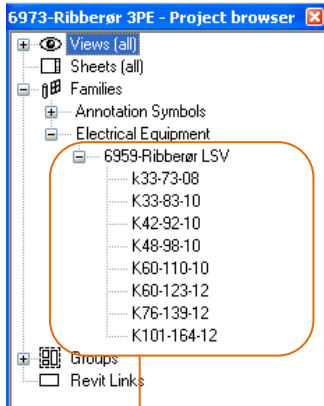 6973-Ribberør 3PE - Project browser
Views (all)
Sheets (all)
Families
Annotation Symbols
Electrical Equipment
6959-Ribberør LSV
k33-73-08
K33-83-10
K42-92-10
K48-98-10
K60-110-10
K60-123-12
K76-139-12
K101-164-12
Groups
Revit Links